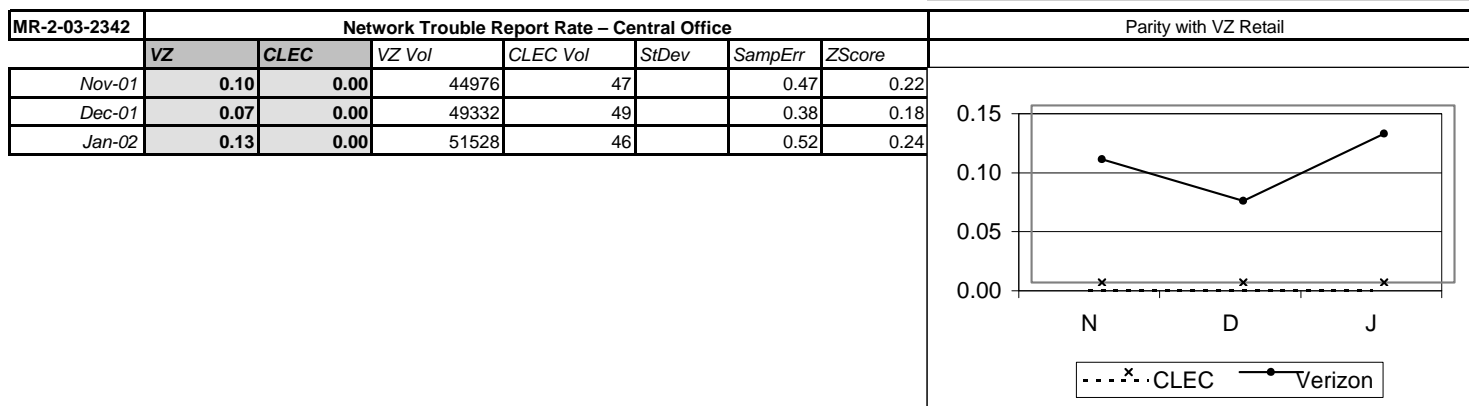 MR-2-03-2342 Network Trouble Report Rate – Central Office Parity with VZ Retail
VZ CLEC VZ Vol CLEC Vol StDev SampErr ZScore
Nov-01 0.10 0.00 44976 47 0.47 0.22
Dec-01 0.07 0.00 49332 49 0.38 0.18
Jan-02 0.13 0.00 51528 46 0.52 0.24
0.15
0.10
0.05
0.00
N D J
CLEC Verizon